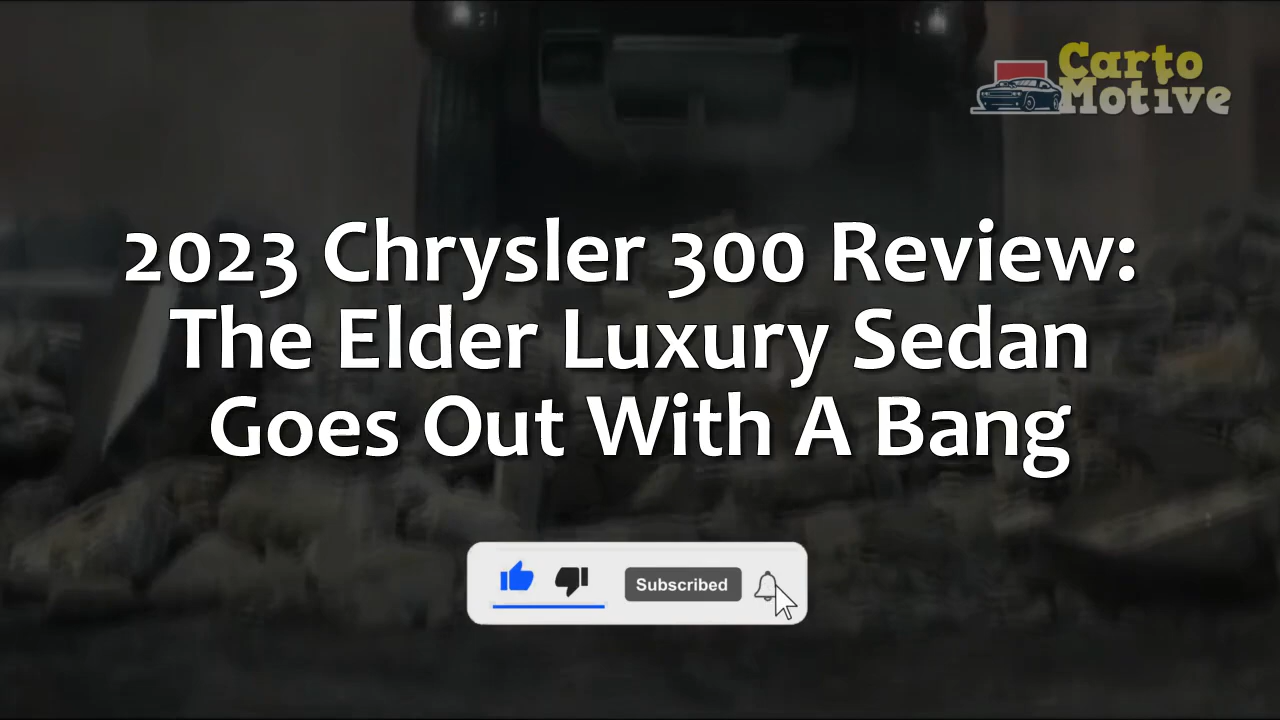 Carto
Motive
2023 Chrysler 300 Review:
The Elder Luxury Sedan
Goes Out With A Bang
Subscribed